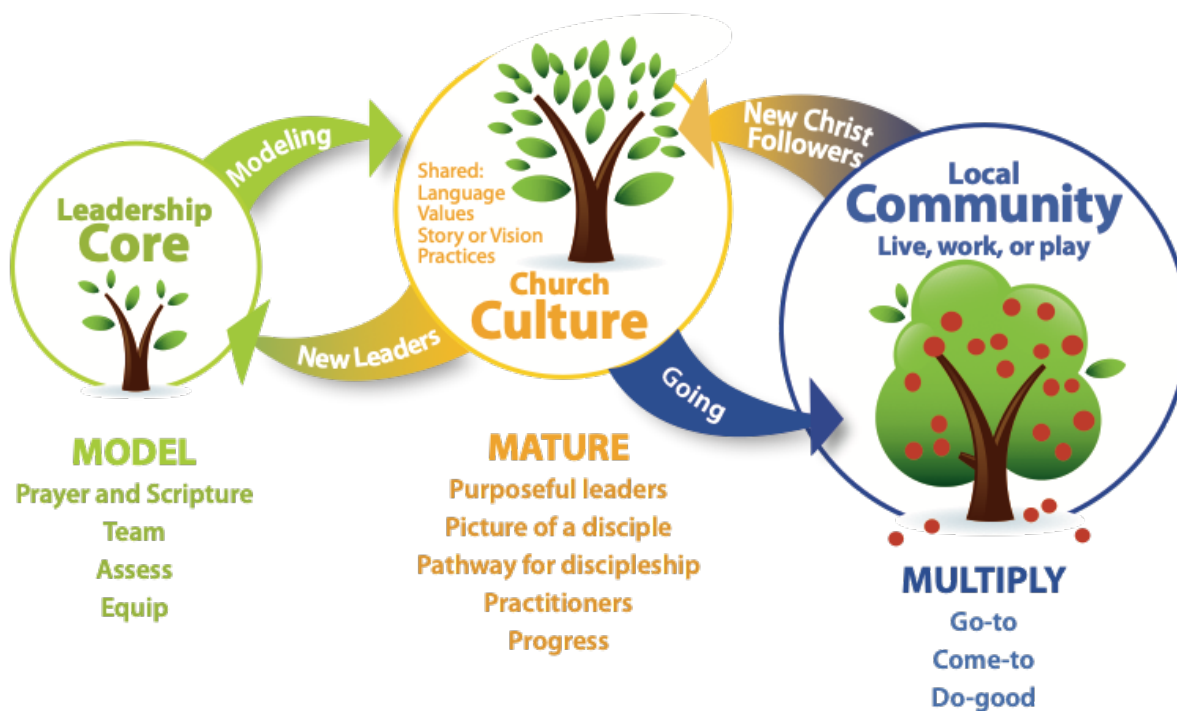 Modeling
Leadership
Core
New Leaders
Shared:
Language
Values
Story or Vision
Practices
Church
Culture
New Christ
Followers
Going
Local
Community
Live, work, or play
MODEL
Prayer and Scripture
Team
Assess
Equip
MATURE
Purposeful leaders
Picture of a disciple
Pathway for discipleship
Practitioners
Progress
MULTIPLY
Go-to
Come-to
Do-good